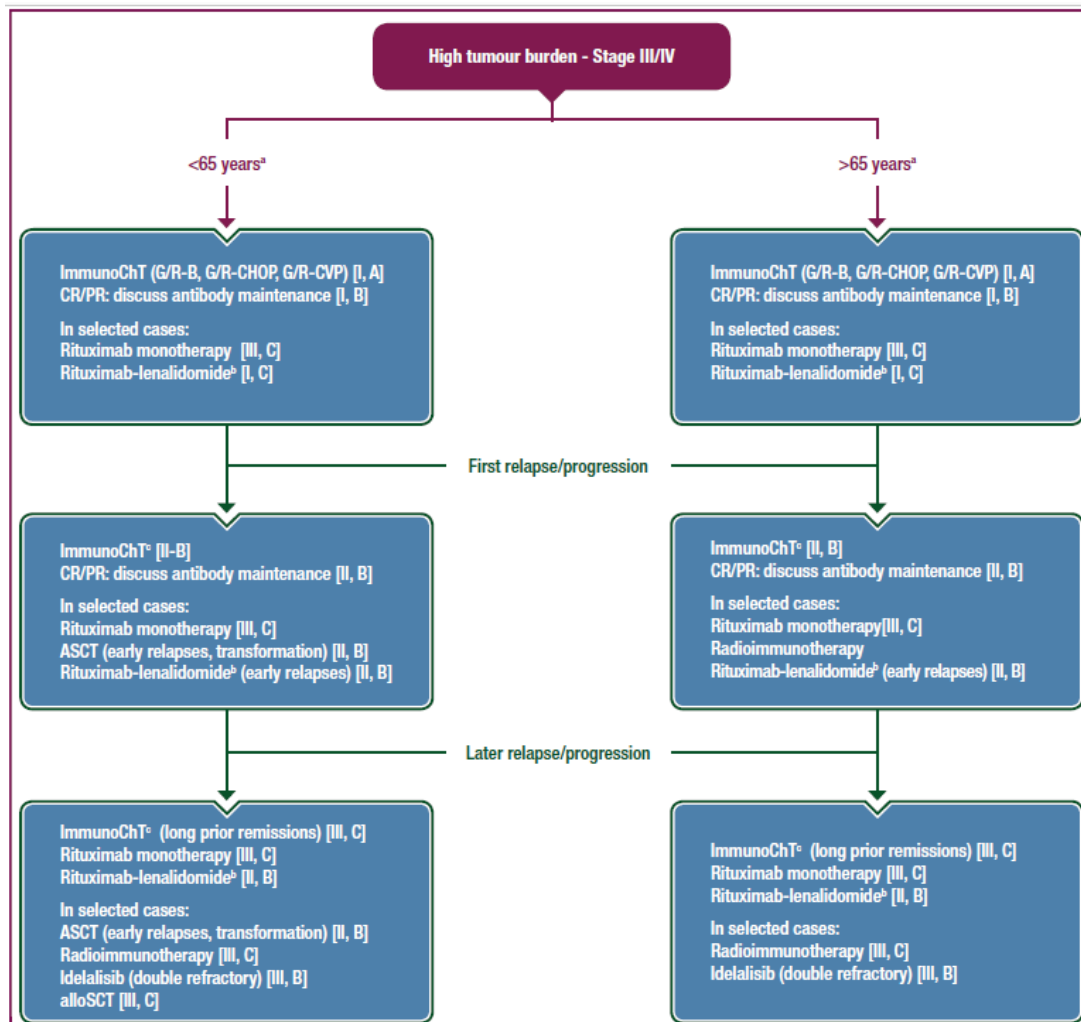 High tumour burden - Stage III/IV
<65 yearsᵃ
>65 yearsᵃ
ImmunoChT (G/R-B, G/R-CHOP, G/R-CVP) [I, A]
CR/PR: discuss antibody maintenance [I, B]
In selected cases:
Rituximab monotherapy [III, C]
Rituximab-lenalidomideᵇ [I, C]
ImmunoChT (G/R-B, G/R-CHOP, G/R-CVP) [I, A]
CR/PR: discuss antibody maintenance [I, B]
In selected cases:
Rituximab monotherapy [III, C]
Rituximab-lenalidomideᵇ [I, C]
First relapse/progression
ImmunoChTᶜ [II-B]
CR/PR: discuss antibody maintenance [II, B]
In selected cases:
Rituximab monotherapy [III, C]
ASCT (early relapses, transformation) [II, B]
Rituximab-lenalidomideᵇ (early relapses) [II, B]
ImmunoChTᶜ [II, B]
CR/PR: discuss antibody maintenance [II, B]
In selected cases:
Rituximab monotherapy[III, C]
Radioimmunotherapy
Rituximab-lenalidomideᵇ (early relapses) [II, B]
Later relapse/progression
ImmunoChTᶜ (long prior remissions) [III, C]
Rituximab monotherapy [III, C]
Rituximab-lenalidomideᵇ [II, B]
In selected cases:
ASCT (early relapses, transformation) [II, B]
Radioimmunotherapy [III, C]
Idelalisib (double refractory) [III, B]
alloSCT [III, C]
ImmunoChTᶜ (long prior remissions) [III, C]
Rituximab monotherapy [III, C]
Rituximab-lenalidomideᵇ [II, B]
In selected cases:
Radioimmunotherapy [III, C]
Idelalisib (double refractory) [III, B]